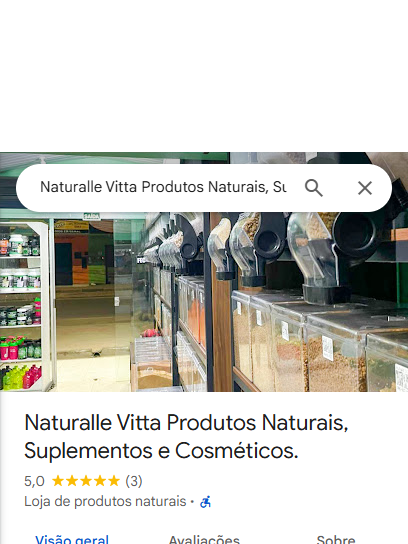 Naturalle Vitta Produtos Naturais, Su
SAÍDA
Naturalle Vitta Produtos Naturais,
Suplementos e Cosméticos.
5,0 (3)
Loja de produtos naturais ·
Visão geral Avaliações Sobre